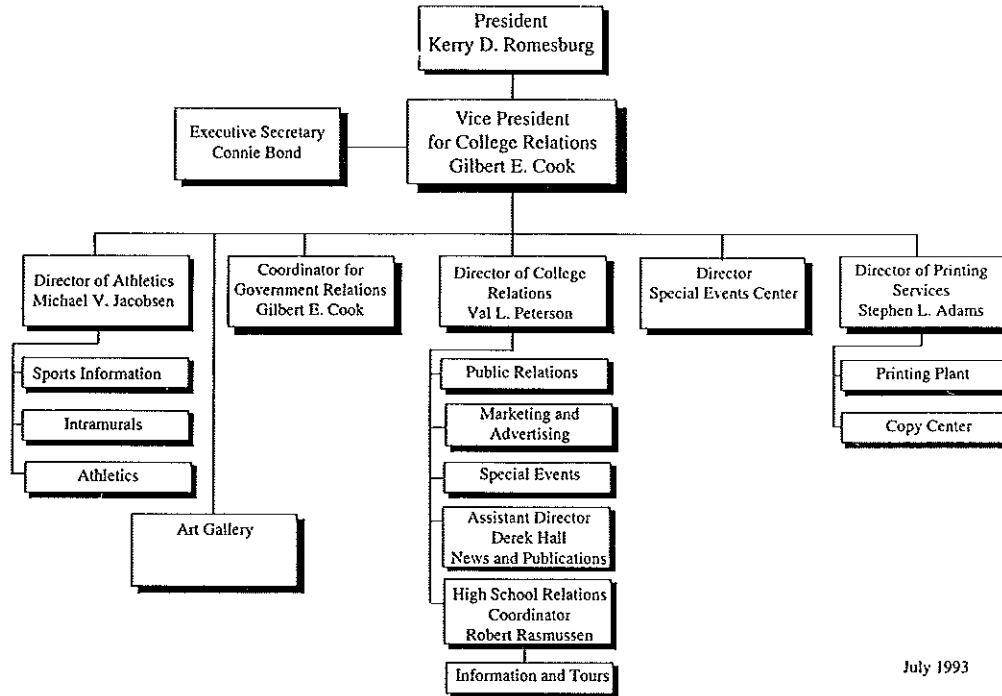 President
Kerry D. Romesburg
Executive Secretary
Connie Bond
Vice President
for College Relations
Gilbert E. Cook
Director of Athletics
Michael V. Jacobsen
Sports Information
Intramurals
Athletics
Art Gallery
Coordinator for
Government Relations
Gilbert E. Cook
Director of College
Relations
Val L. Peterson
Public Relations
Marketing and
Advertising
Special Events
Assistant Director
Derek Hall
News and Publications
High School Relations
Coordinator
Robert Rasmussen
Information and Tours
Director
Special Events Center
Director of Printing
Services
Stephen L. Adams
Printing Plant
Copy Center
July 1993